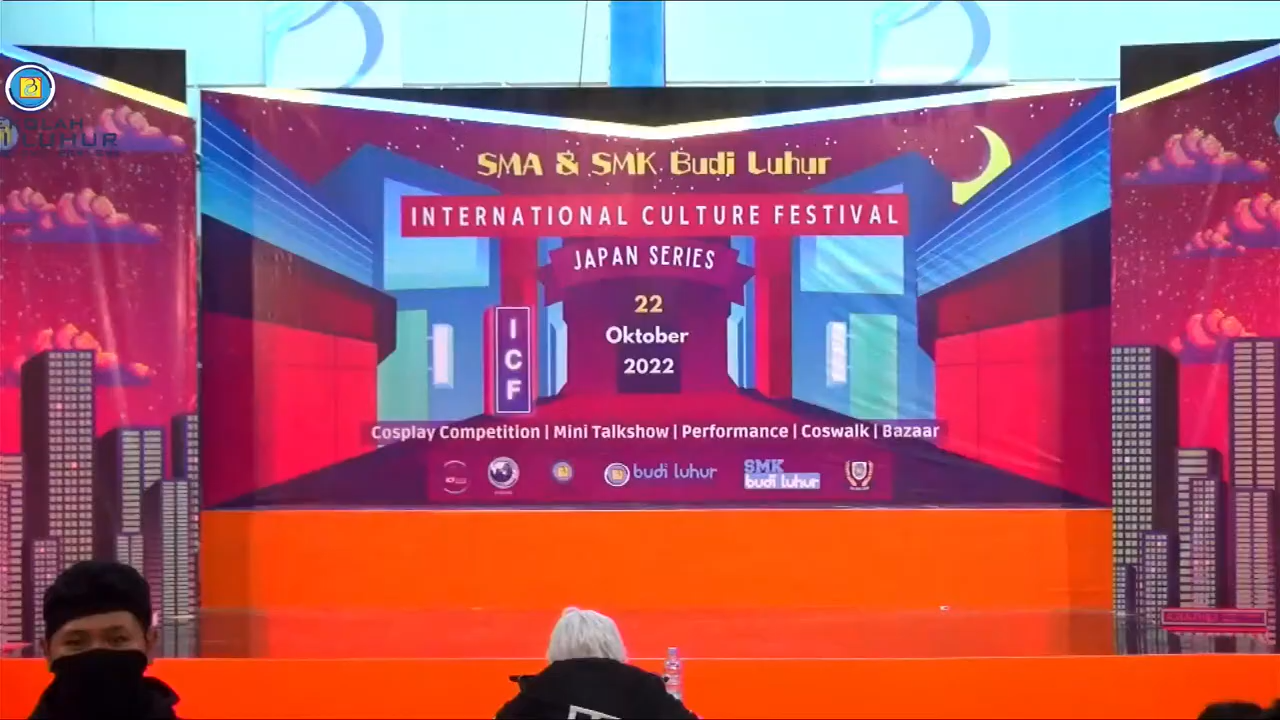 SMA & SMK Budi Luhur
INTERNATIONAL CULTURE FESTIVAL
JAPAN SERIES
22
Oktober
2022
ICF
Cosplay Competition | Mini Talkshow | Performance | Coswalk | Bazaar
budi luhur
SMK
budi luhur
LUHUR